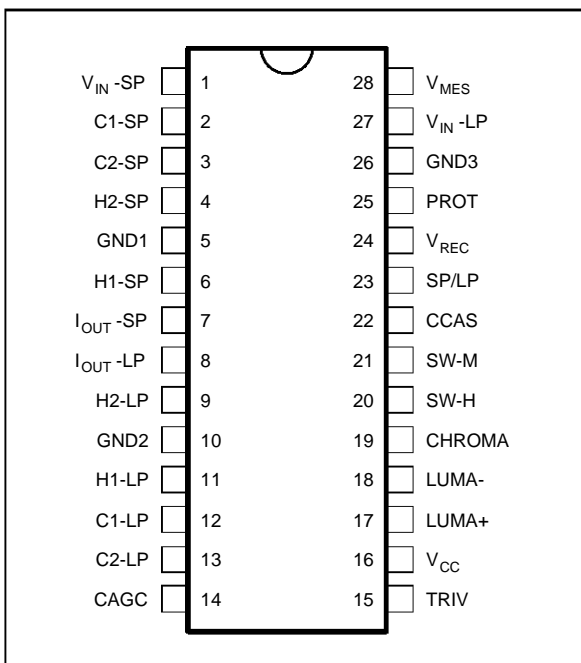 V_IN -SP 1 28 V_MES
C1-SP 2 27 V_IN -LP
C2-SP 3 26 GND3
H2-SP 4 25 PROT
GND1 5 24 V_REC
H1-SP 6 23 SP/LP
I_OUT -SP 7 22 CCAS
I_OUT -LP 8 21 SW-M
H2-LP 9 20 SW-H
GND2 10 19 CHROMA
H1-LP 11 18 LUMA-
C1-LP 12 17 LUMA+
C2-LP 13 16 V_CC
CAGC 14 15 TRIV